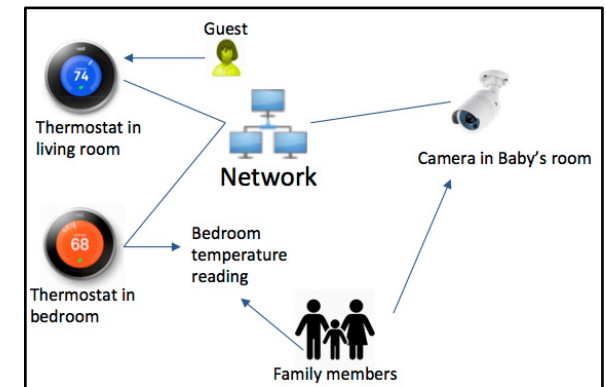 Guest
nest
74
Thermostat in
living room
Network
Camera in Baby's room
68
Bedroom
temperature
reading
Thermostat in
bedroom
Family members